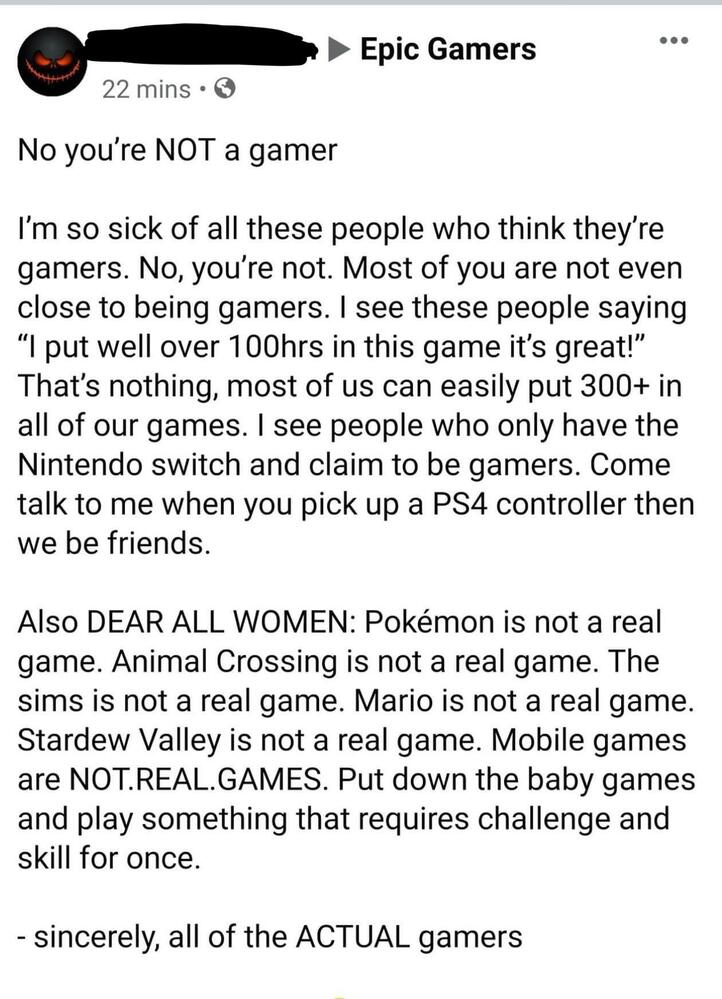 Epic Gamers
22 mins •
No you're NOT a gamer
I'm so sick of all these people who think they're
gamers. No, you're not. Most of you are not even
close to being gamers. I see these people saying
“I put well over 100hrs in this game it's great!”
That's nothing, most of us can easily put 300+ in
all of our games. I see people who only have the
Nintendo switch and claim to be gamers. Come
talk to me when you pick up a PS4 controller then
we be friends.
Also DEAR ALL WOMEN: Pokémon is not a real
game. Animal Crossing is not a real game. The
sims is not a real game. Mario is not a real game.
Stardew Valley is not a real game. Mobile games
are NOT.REAL.GAMES. Put down the baby games
and play something that requires challenge and
skill for once.
- sincerely, all of the ACTUAL gamers